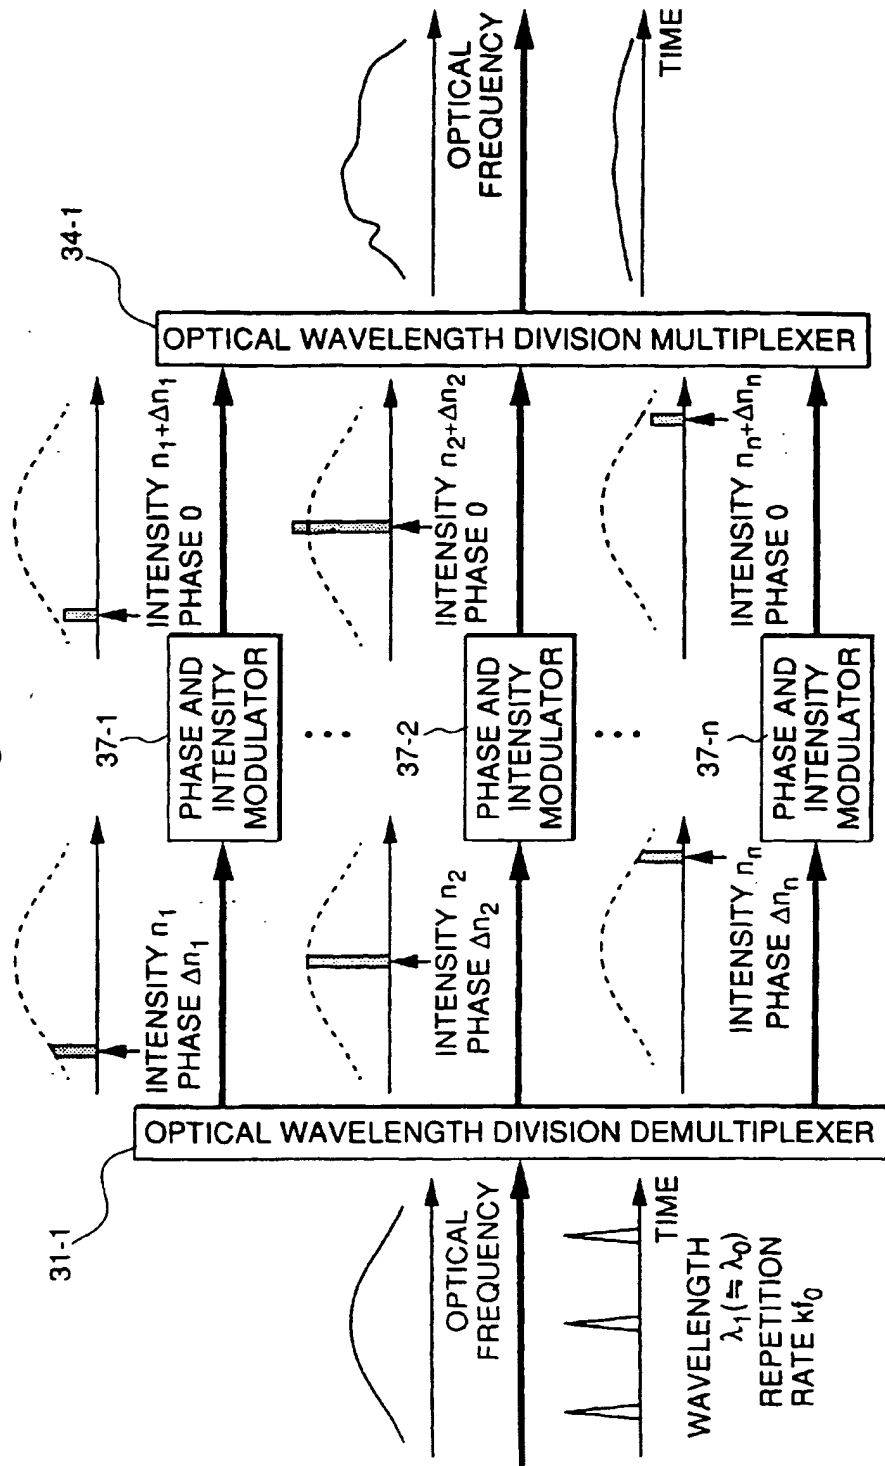 OPTICAL
FREQUENCY
TIME
WAVELENGTH
λ₁(≒ λ₀)
REPETITION
RATE kf₀
31-1
OPTICAL WAVELENGTH DIVISION DEMULTIPLEXER
INTENSITY n₁
PHASE Δn₁
INTENSITY n₂
PHASE Δn₂
INTENSITY nₙ
PHASE Δnₙ
37-1
PHASE AND
INTENSITY
MODULATOR
...
37-2
PHASE AND
INTENSITY
MODULATOR
...
37-n
PHASE AND
INTENSITY
MODULATOR
INTENSITY n₁+Δn₁
PHASE 0
INTENSITY n₂+Δn₂
PHASE 0
INTENSITY nₙ+Δnₙ
PHASE 0
34-1
OPTICAL WAVELENGTH DIVISION MULTIPLEXER
OPTICAL
FREQUENCY
TIME